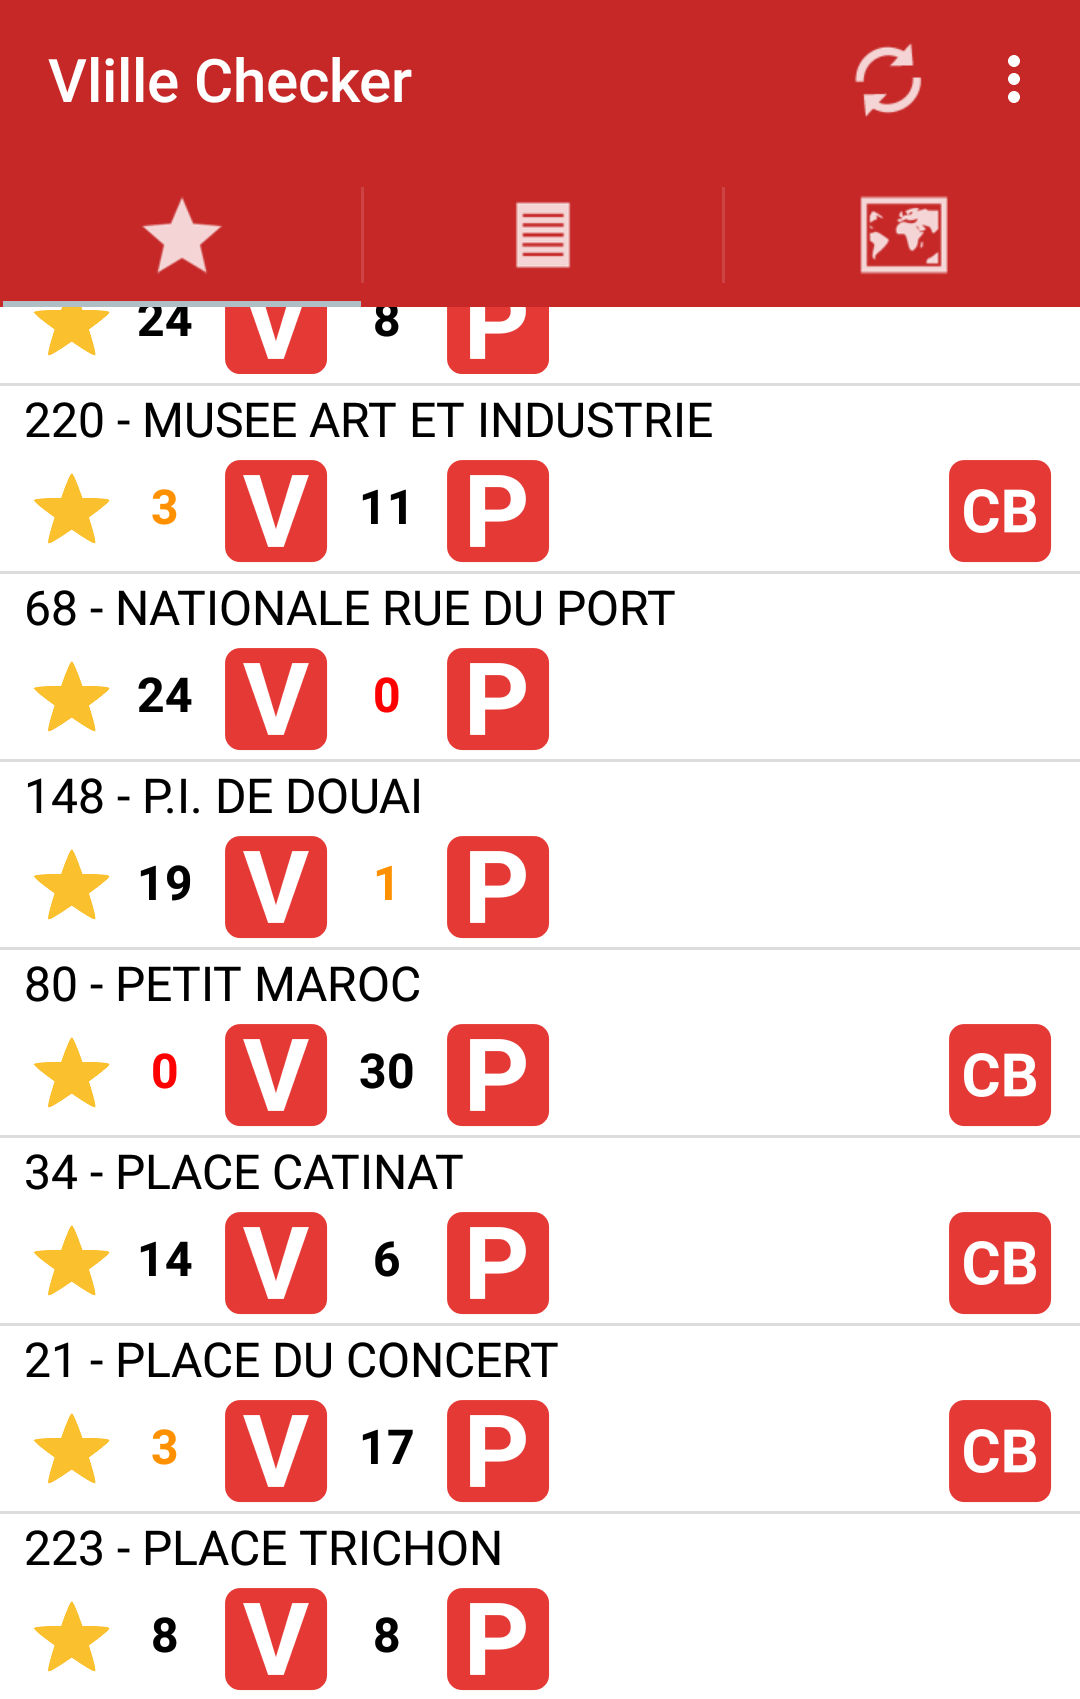 Vlille Checker
24 V 8 P
220 - MUSEE ART ET INDUSTRIE
3 V 11 P CB
68 - NATIONALE RUE DU PORT
24 V 0 P
148 - P.I. DE DOUAI
19 V 1 P
80 - PETIT MAROC
0 V 30 P CB
34 - PLACE CATINAT
14 V 6 P CB
21 - PLACE DU CONCERT
3 V 17 P CB
223 - PLACE TRICHON
8 V 8 P